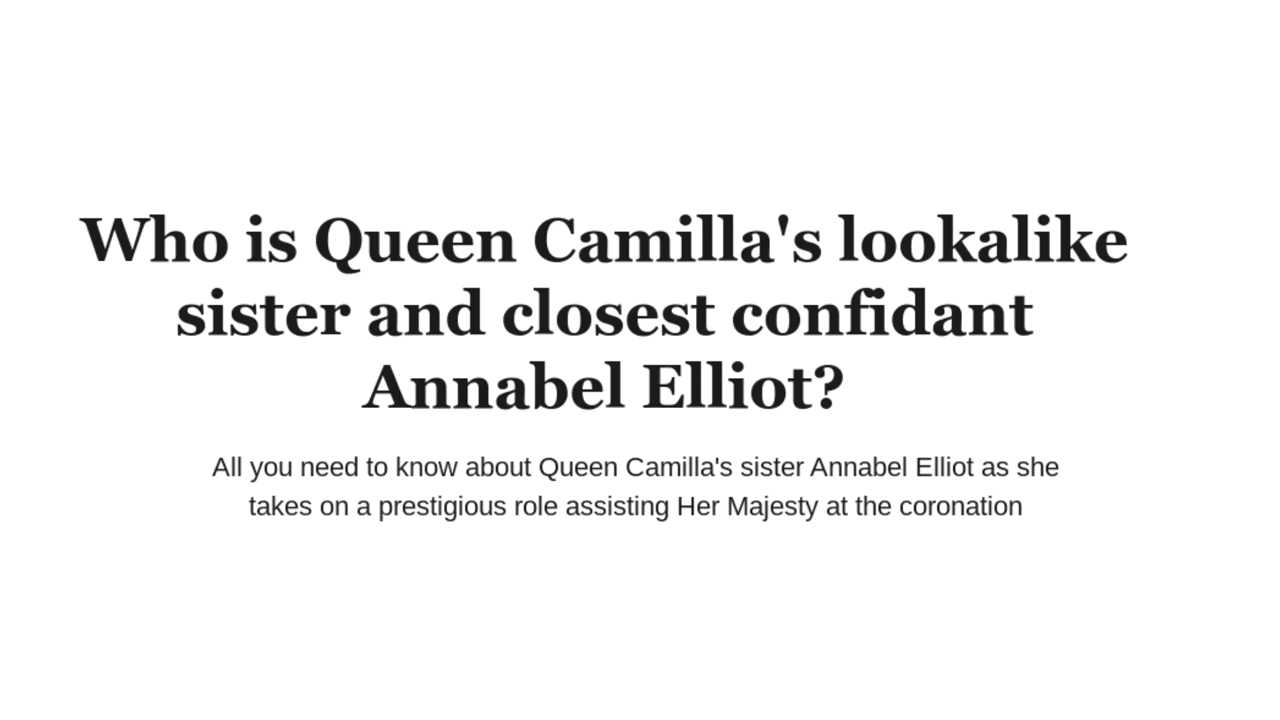 Who is Queen Camilla's lookalike
sister and closest confidant
Annabel Elliot?
All you need to know about Queen Camilla's sister Annabel Elliot as she
takes on a prestigious role assisting Her Majesty at the coronation